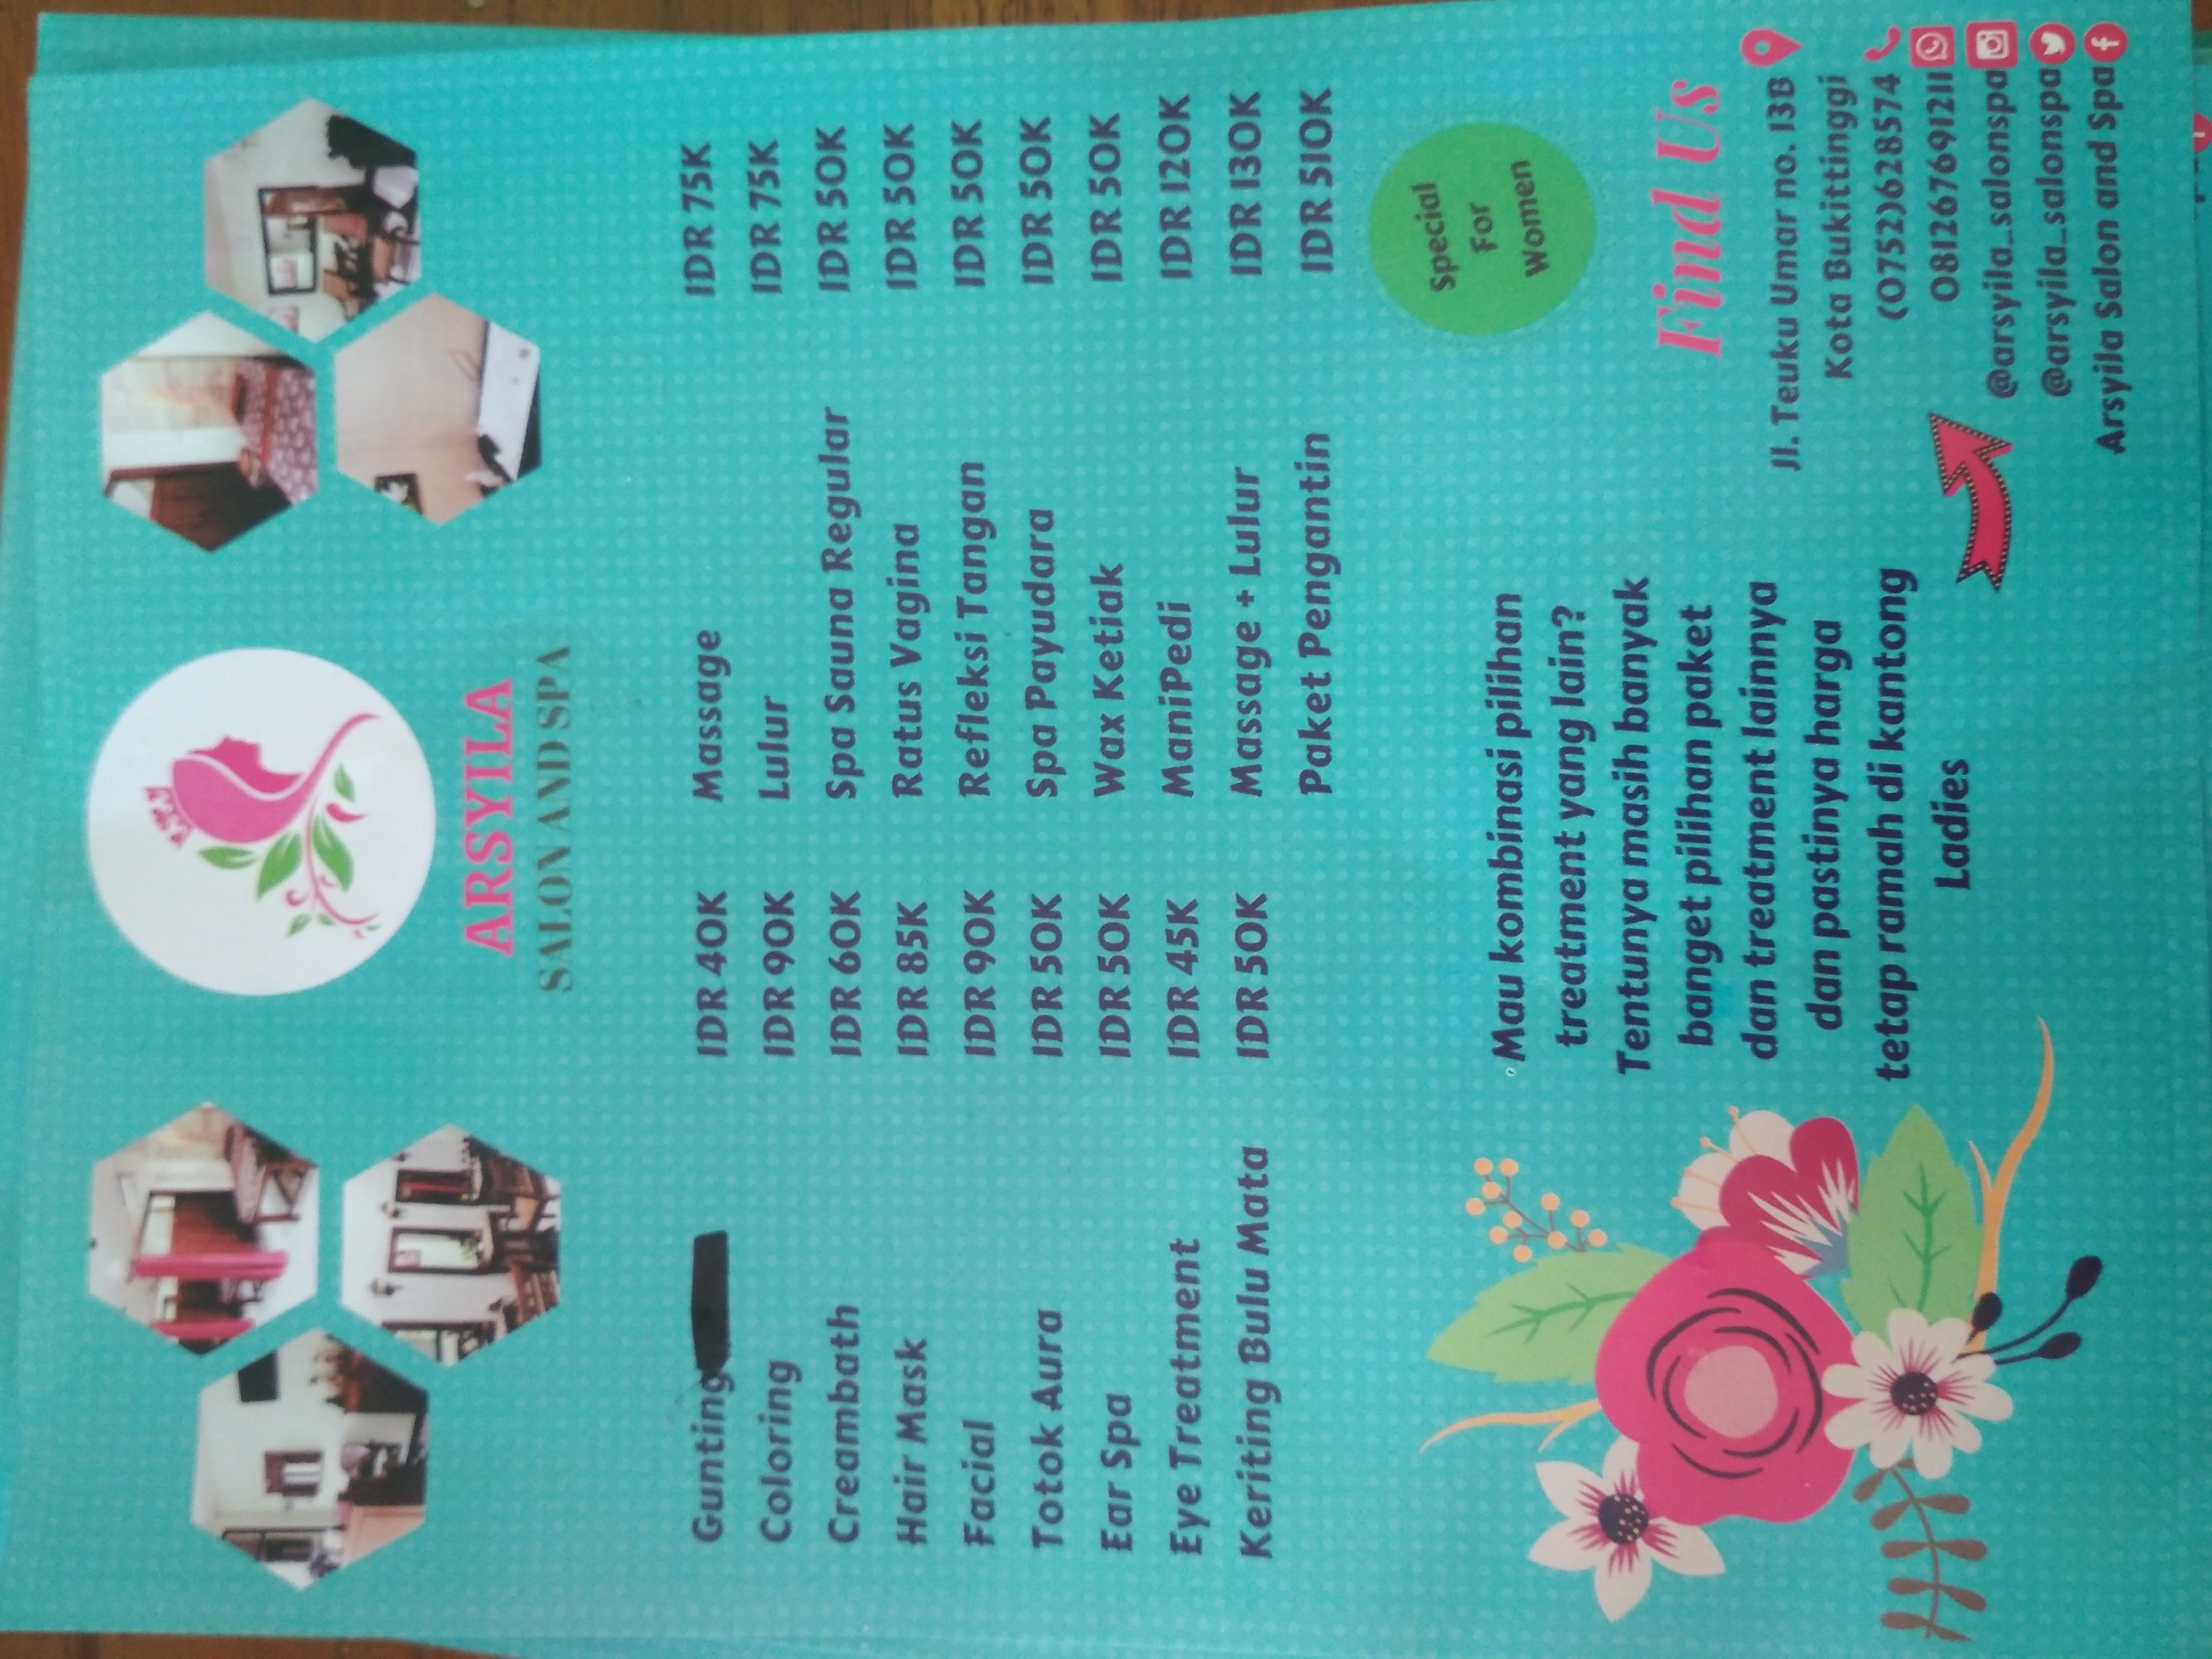 ARSYILA
SALON AND SPA
Gunting IDR 40K
Coloring IDR 90K
Creambath IDR 60K
Hair Mask IDR 85K
Facial IDR 90K
Totok Aura IDR 50K
Ear Spa IDR 50K
Eye Treatment IDR 45K
Keriting Bulu Mata IDR 50K
Massage IDR 75K
Lulur IDR 75K
Spa Sauna Regular IDR 50K
Ratus Vagina IDR 50K
Refleksi Tangan IDR 50K
Spa Payudara IDR 50K
Wax Ketiak IDR 50K
ManiPedi IDR 120K
Massage + Lulur IDR 130K
Paket Pengantin IDR 510K
Mau kombinasi pilihan
treatment yang lain?
Tentunya masih banyak
banget pilihan paket
dan treatment lainnya
dan pastinya harga
tetap ramah di kantong
Ladies
Special
For
Women
Find Us
Jl. Teuku Umar no. 13B
Kota Bukittinggi
(0752)628574
081267691211
@arsyila_salonspa
@arsyila_salonspa
Arsyila Salon and Spa